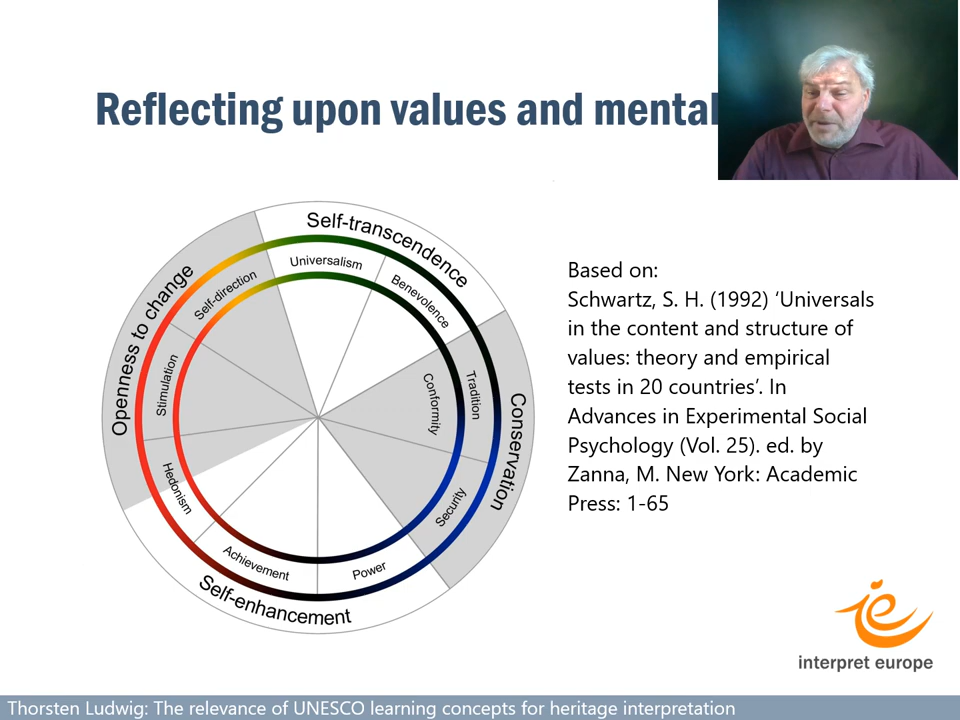 Reflecting upon values and mental
Self-transcendence
Universalism
Benevolence
Openness to change
Self-direction
Stimulation
Hedonism
Conservation
Tradition
Conformity
Security
Self-enhancement
Achievement
Power
Based on:
Schwartz, S. H. (1992) ‘Universals
in the content and structure of
values: theory and empirical
tests in 20 countries’. In
Advances in Experimental Social
Psychology (Vol. 25). ed. by
Zanna, M. New York: Academic
Press: 1-65
interpret europe
Thorsten Ludwig: The relevance of UNESCO learning concepts for heritage interpretation